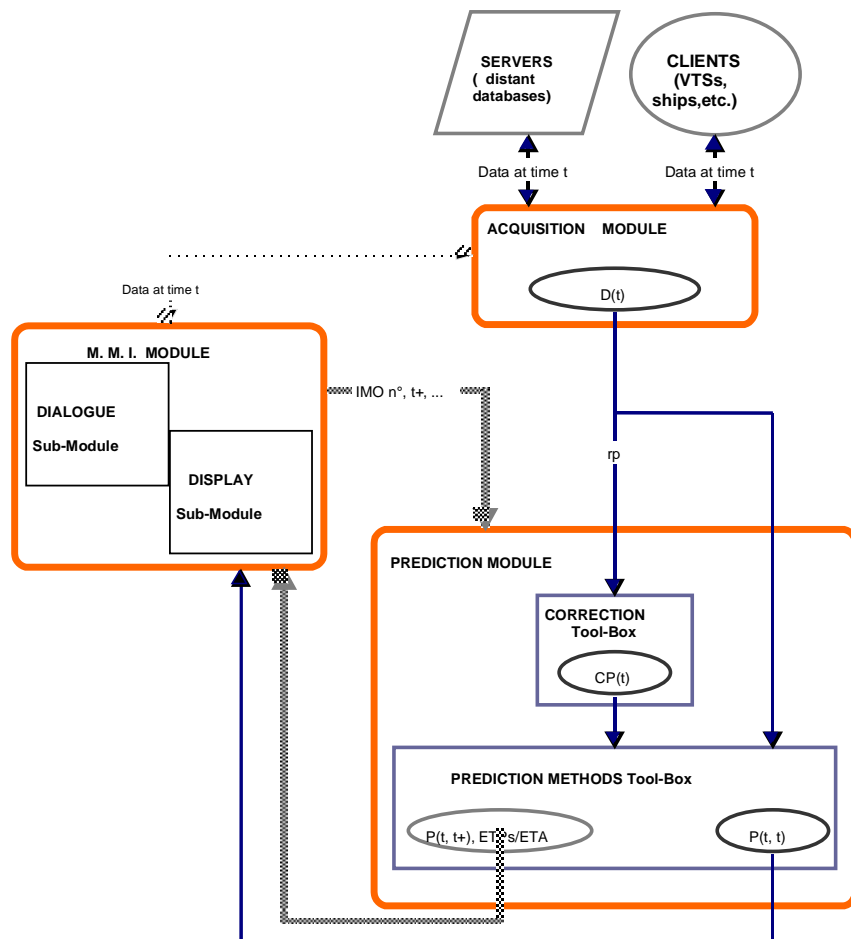 SERVERS
( distant
databases)
CLIENTS
(VTSs,
ships,etc.)
Data at time t
Data at time t
ACQUISITION MODULE
D(t)
Data at time t
M. M. I. MODULE
DIALOGUE
Sub-Module
DISPLAY
Sub-Module
IMO n°, t+, ...
rp
PREDICTION MODULE
CORRECTION
Tool-Box
CP(t)
PREDICTION METHODS Tool-Box
P(t, t+), s/ETA
P(t, t)